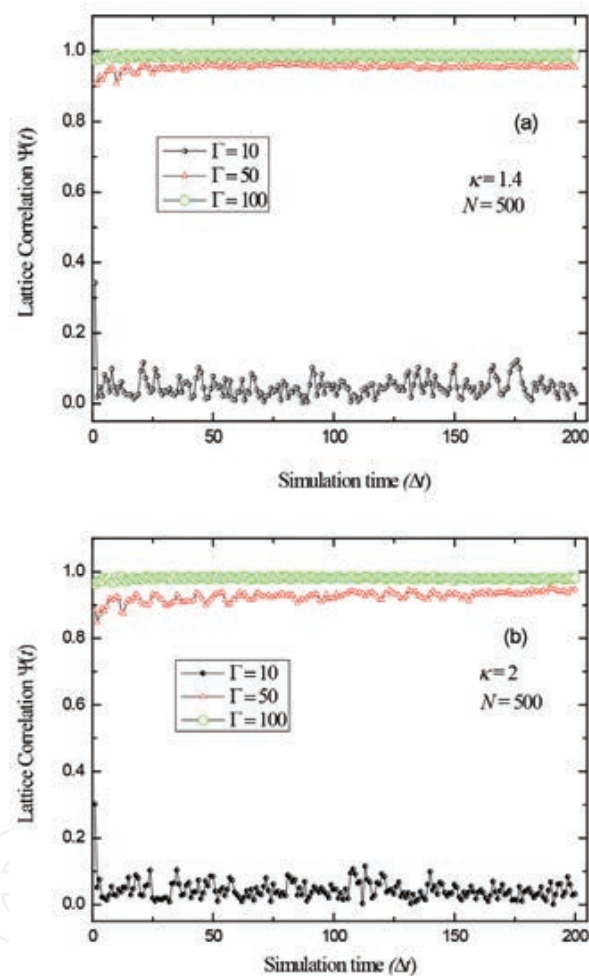 1.0
0.8
0.6
0.4
0.2
0.0
Lattice Correlation Ψ(t)
(a)
Γ=10
Γ=50
Γ=100
κ=1.4
N=500
0 50 100 150 200
Simulation time (Δt)
1.0
0.8
0.6
0.4
0.2
0.0
Lattice Correlation Ψ(t)
(b)
Γ=10
Γ=50
Γ=100
κ=2
N=500
0 50 100 150 200
Simulation time (Δt)